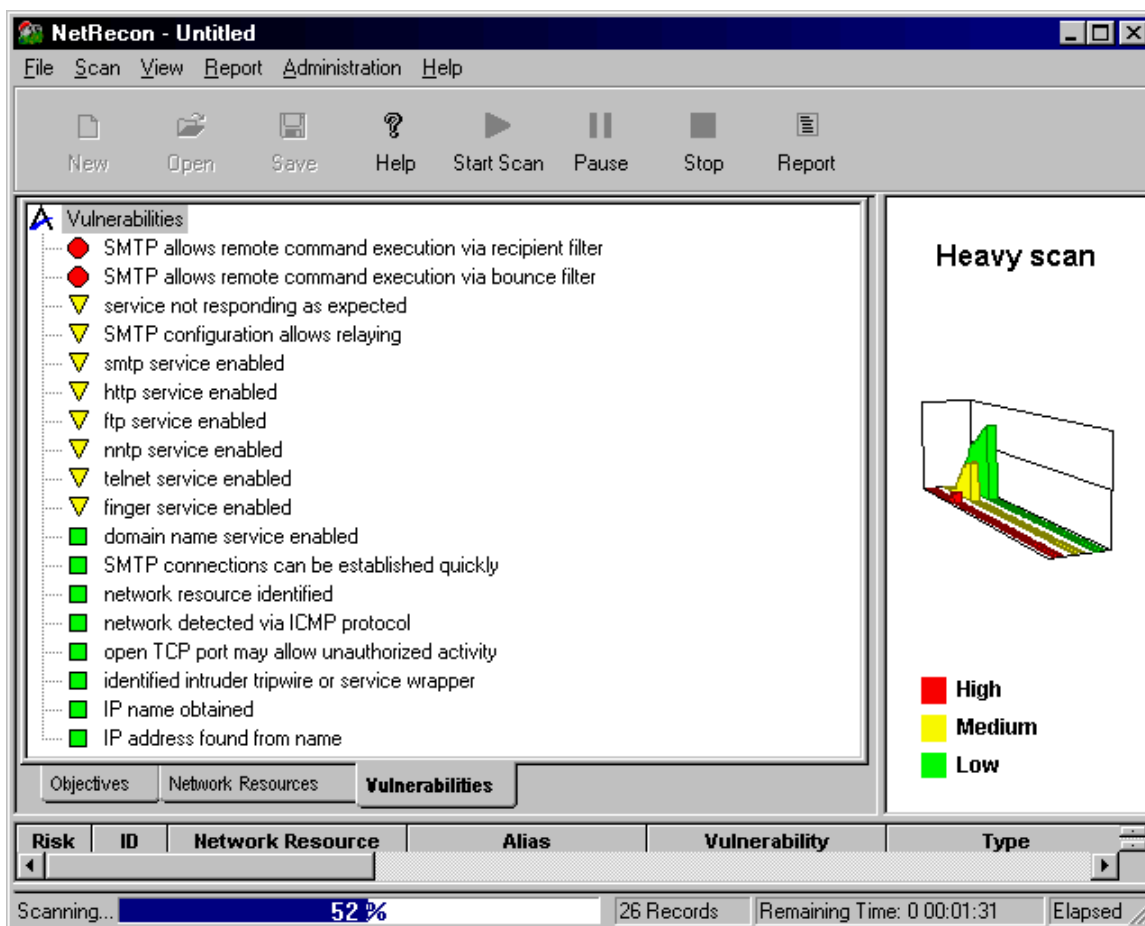 NetRecon - Untitled
File Scan View Report Administration Help
New Open Save Help Start Scan Pause Stop Report
Vulnerabilities
SMTP allows remote command execution via recipient filter
SMTP allows remote command execution via bounce filter
service not responding as expected
SMTP configuration allows relaying
smtp service enabled
http service enabled
ftp service enabled
nntp service enabled
telnet service enabled
finger service enabled
domain name service enabled
SMTP connections can be established quickly
network resource identified
network detected via ICMP protocol
open TCP port may allow unauthorized activity
identified intruder tripwire or service wrapper
IP name obtained
IP address found from name
Objectives Network Resources Vulnerabilities
Heavy scan
High
Medium
Low
Risk ID Network Resource Alias Vulnerability Type
Scanning... 52 % 26 Records Remaining Time: 0 00:01:31 Elapsed